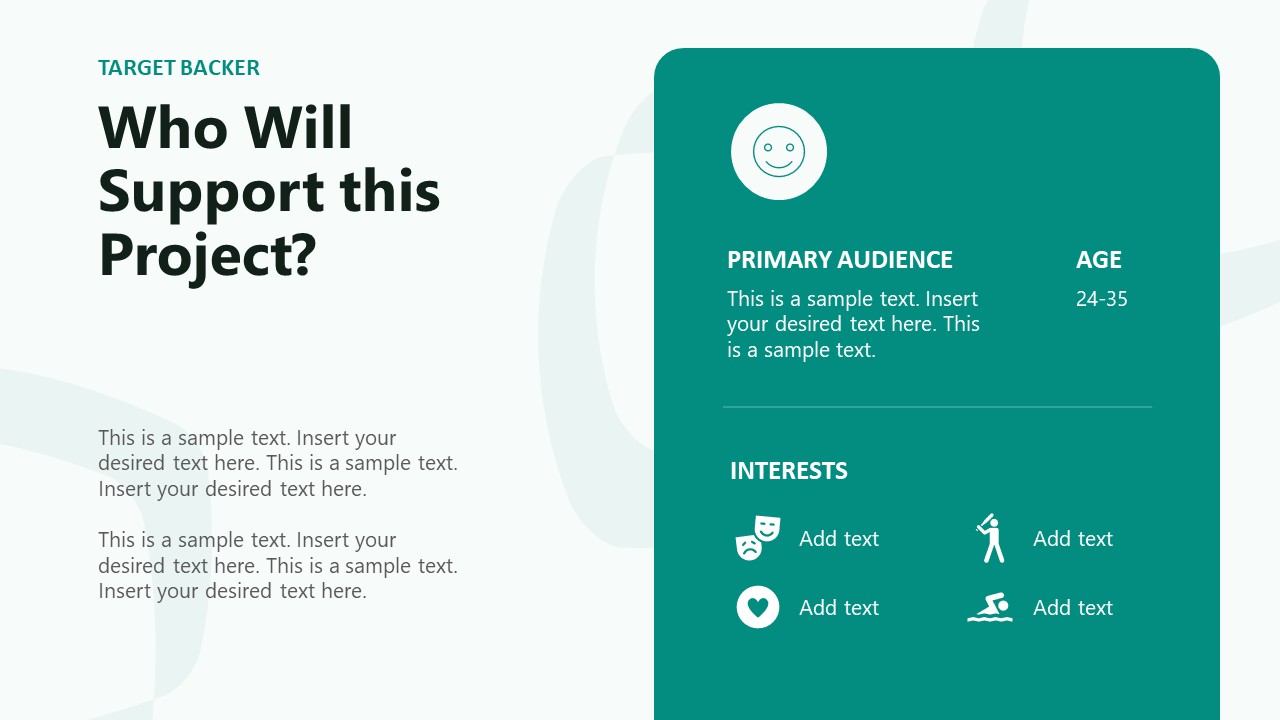 TARGET BACKER
Who Will
Support this
Project?
This is a sample text. Insert your
desired text here. This is a sample text.
Insert your desired text here.
This is a sample text. Insert your
desired text here. This is a sample text.
Insert your desired text here.
PRIMARY AUDIENCE
This is a sample text. Insert
your desired text here. This
is a sample text.
AGE
24-35
INTERESTS
Add text
Add text
Add text
Add text